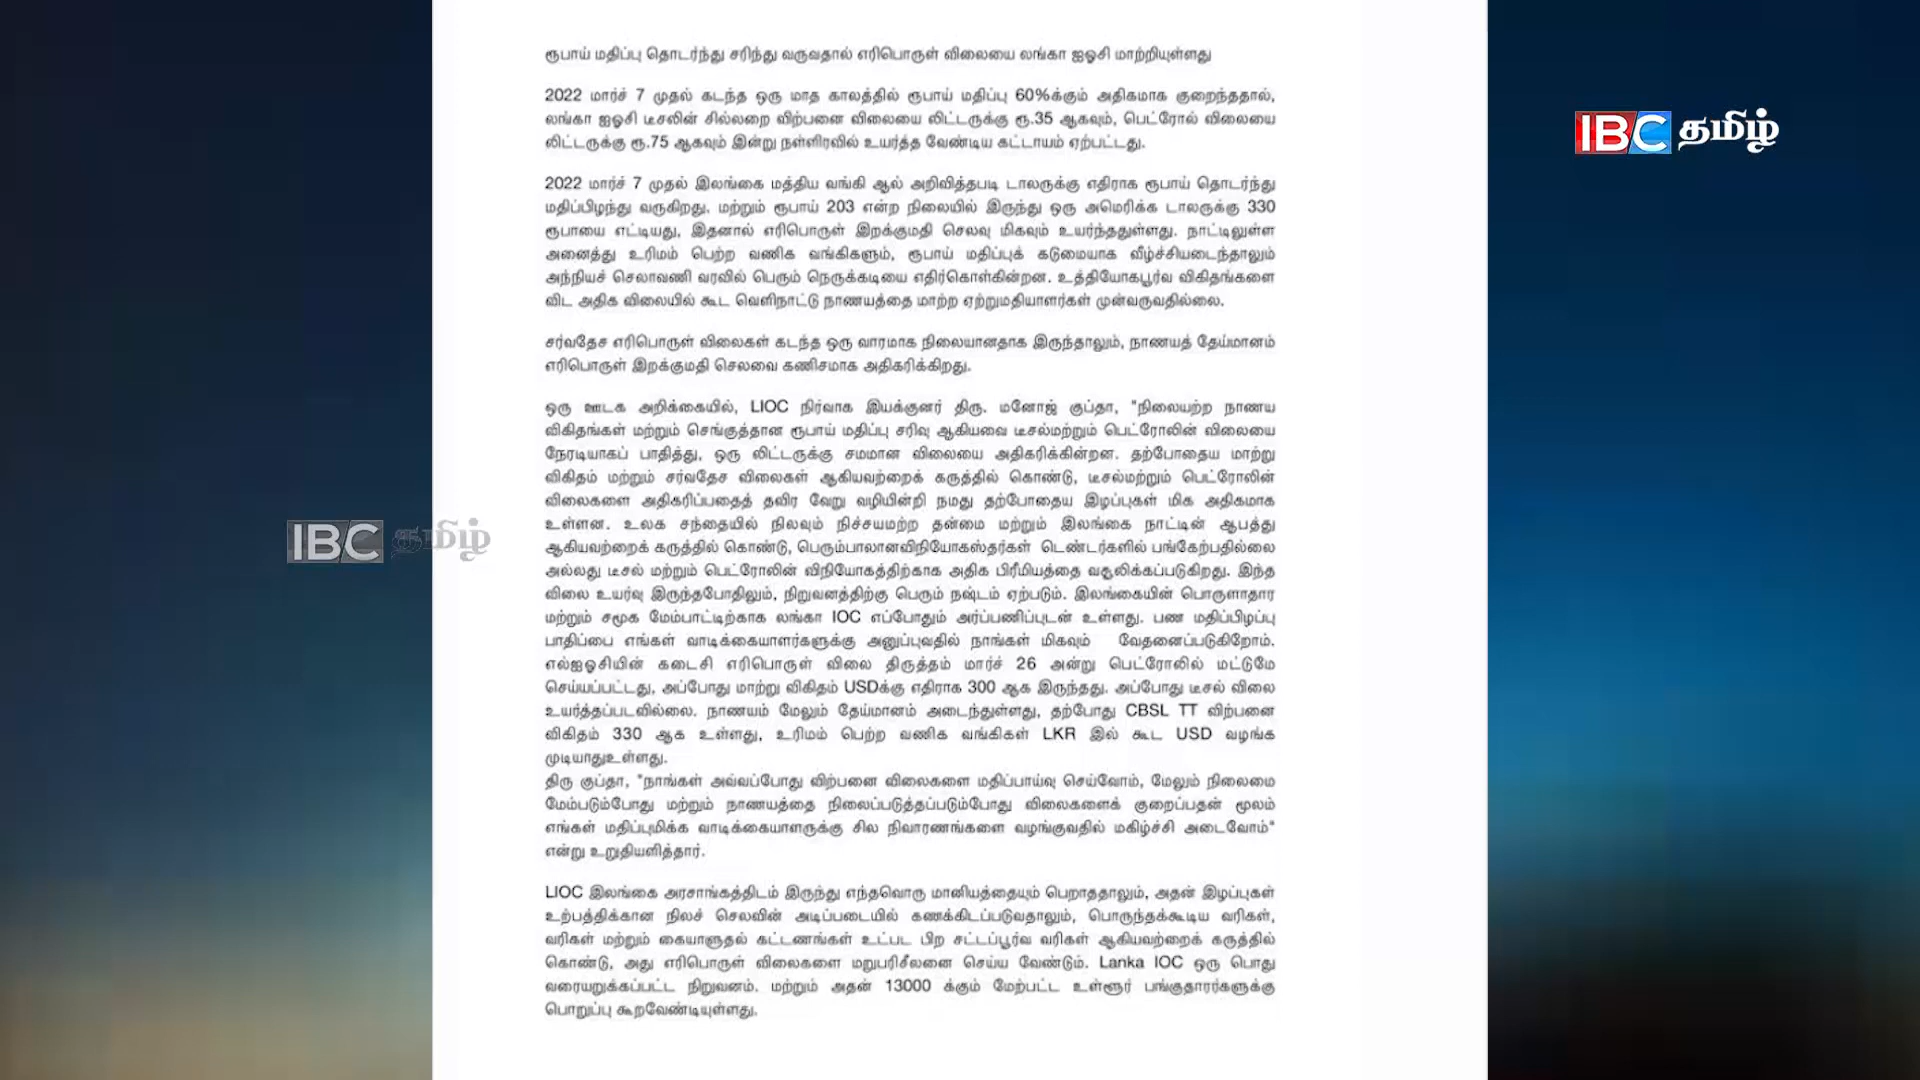 ரூபாய் மதிப்பு தொடர்ந்து சரிந்து வருவதால் எரிபொருள் விலையை லங்கா ஐஓசி மாற்றியுள்ளது
2022 மார்ச் 7 முதல் கடந்த ஒரு மாத காலத்தில் ரூபாய் மதிப்பு 60%க்கும் அதிகமாக குறைந்ததால்,
லங்கா ஐஓசி டீசலின் சில்லறை விற்பனை விலையை லிட்டருக்கு ரூ.35 ஆகவும், பெட்ரோல் விலையை
லிட்டருக்கு ரூ.75 ஆகவும் இன்று நள்ளிரவில் உயர்த்த வேண்டிய கட்டாயம் ஏற்பட்டது.
2022 மார்ச் 7 முதல் இலங்கை மத்திய வங்கி ஆல் அறிவித்தபடி டாலருக்கு எதிராக ரூபாய் தொடர்ந்து
மதிப்பிழந்து வருகிறது. மற்றும் ரூபாய் 203 என்ற நிலையில் இருந்து ஒரு அமெரிக்க டாலருக்கு 330
ரூபாயை எட்டியது, இதனால் எரிபொருள் இறக்குமதி செலவு மிகவும் உயர்ந்ததுள்ளது. நாட்டிலுள்ள
அனைத்து உரிமம் பெற்ற வணிக வங்கிகளும், ரூபாய் மதிப்புக் கடுமையாக வீழ்ச்சியடைந்தாலும்
அந்நியச் செலாவணி வரவில் பெரும் நெருக்கடியை எதிர்கொள்கின்றன. உத்தியோகபூர்வ விகிதங்களை
விட அதிக விலையில் கூட வெளிநாட்டு நாணயத்தை மாற்ற ஏற்றுமதியாளர்கள் முன்வருவதில்லை.
சர்வதேச எரிபொருள் விலைகள் கடந்த ஒரு வாரமாக நிலையானதாக இருந்தாலும், நாணயத் தேய்மானம்
எரிபொருள் இறக்குமதி செலவை கணிசமாக அதிகரிக்கிறது.
ஒரு ஊடக அறிக்கையில், LIOC நிர்வாக இயக்குனர் திரு. மனோஜ் குப்தா, "நிலையற்ற நாணய
விகிதங்கள் மற்றும் செங்குத்தான ரூபாய் மதிப்பு சரிவு ஆகியவை டீசல்மற்றும் பெட்ரோலின் விலையை
நேரடியாகப் பாதித்து, ஒரு லிட்டருக்கு சமமான விலையை அதிகரிக்கின்றன. தற்போதைய மாற்று
விகிதம் மற்றும் சர்வதேச விலைகள் ஆகியவற்றைக் கருத்தில் கொண்டு, டீசல்மற்றும் பெட்ரோலின்
விலைகளை அதிகரிப்பதைத் தவிர வேறு வழியின்றி நமது தற்போதைய இழப்புகள் மிக அதிகமாக
உள்ளன. உலக சந்தையில் நிலவும் நிச்சயமற்ற தன்மை மற்றும் இலங்கை நாட்டின் ஆபத்து
ஆகியவற்றைக் கருத்தில் கொண்டு, பெரும்பாலானவிநியோகஸ்தர்கள் டெண்டர்களில் பங்கேற்பதில்லை
அல்லது டீசல் மற்றும் பெட்ரோலின் விநியோகத்திற்காக அதிக பிரீமியத்தை வசூலிக்கப்படுகிறது. இந்த
விலை உயர்வு இருந்தபோதிலும், நிறுவனத்திற்கு பெரும் நஷ்டம் ஏற்படும். இலங்கையின் பொருளாதார
மற்றும் சமூக மேம்பாட்டிற்காக லங்கா IOC எப்போதும் அர்ப்பணிப்புடன் உள்ளது. பண மதிப்பிழப்பு
பாதிப்பை எங்கள் வாடிக்கையாளர்களுக்கு அனுப்புவதில் நாங்கள் மிகவும் வேதனைப்படுகிறோம்.
எல்ஐஓசியின் கடைசி எரிபொருள் விலை திருத்தம் மார்ச் 26 அன்று பெட்ரோலில் மட்டுமே
செய்யப்பட்டது, அப்போது மாற்று விகிதம் USDக்கு எதிராக 300 ஆக இருந்தது. அப்போது டீசல் விலை
உயர்த்தப்படவில்லை. நாணயம் மேலும் தேய்மானம் அடைந்துள்ளது, தற்போது CBSL TT விற்பனை
விகிதம் 330 ஆக உள்ளது, உரிமம் பெற்ற வணிக வங்கிகள் LKR இல் கூட USD வழங்க
முடியாதுஉள்ளது.
திரு குப்தா, "நாங்கள் அவ்வப்போது விற்பனை விலைகளை மதிப்பாய்வு செய்வோம், மேலும் நிலைமை
மேம்படும்போது மற்றும் நாணயத்தை நிலைப்படுத்தப்படும்போது விலைகளைக் குறைப்பதன் மூலம்
எங்கள் மதிப்புமிக்க வாடிக்கையாளருக்கு சில நிவாரணங்களை வழங்குவதில் மகிழ்ச்சி அடைவோம்"
என்று உறுதியளித்தார்.
LIOC இலங்கை அரசாங்கத்திடம் இருந்து எந்தவொரு மானியத்தையும் பெறாததாலும், அதன் இழப்புகள்
உற்பத்திக்கான நிலச் செலவின் அடிப்படையில் கணக்கிடப்படுவதாலும், பொருந்தக்கூடிய வரிகள்,
வரிகள் மற்றும் கையாளுதல் கட்டணங்கள் உட்பட பிற சட்டப்பூர்வ வரிகள் ஆகியவற்றைக் கருத்தில்
கொண்டு, அது எரிபொருள் விலைகளை மறுபரிசீலனை செய்ய வேண்டும். Lanka IOC ஒரு பொது
வரையறுக்கப்பட்ட நிறுவனம். மற்றும் அதன் 13000 க்கும் மேற்பட்ட உள்ளூர் பங்குதாரர்களுக்கு
பொறுப்பு கூறவேண்டியுள்ளது.
IBC தமிழ்
IBC தமிழ்